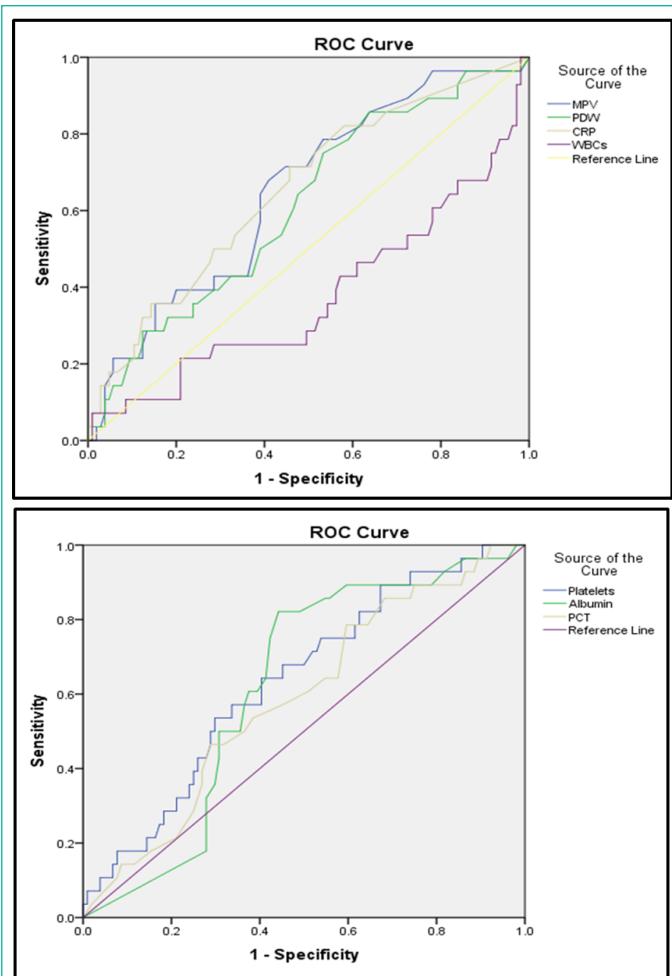 ROC Curve
Source of the
Curve
MPV
PDW
CRP
WBCs
Reference Line
Sensitivity
1.0
0.8
0.6
0.4
0.2
0.0
0.0 0.2 0.4 0.6 0.8 1.0
1 - Specificity
ROC Curve
Source of the
Curve
Platelets
Albumin
PCT
Reference Line
Sensitivity
1.0
0.8
0.6
0.4
0.2
0.0
0.0 0.2 0.4 0.6 0.8 1.0
1 - Specificity